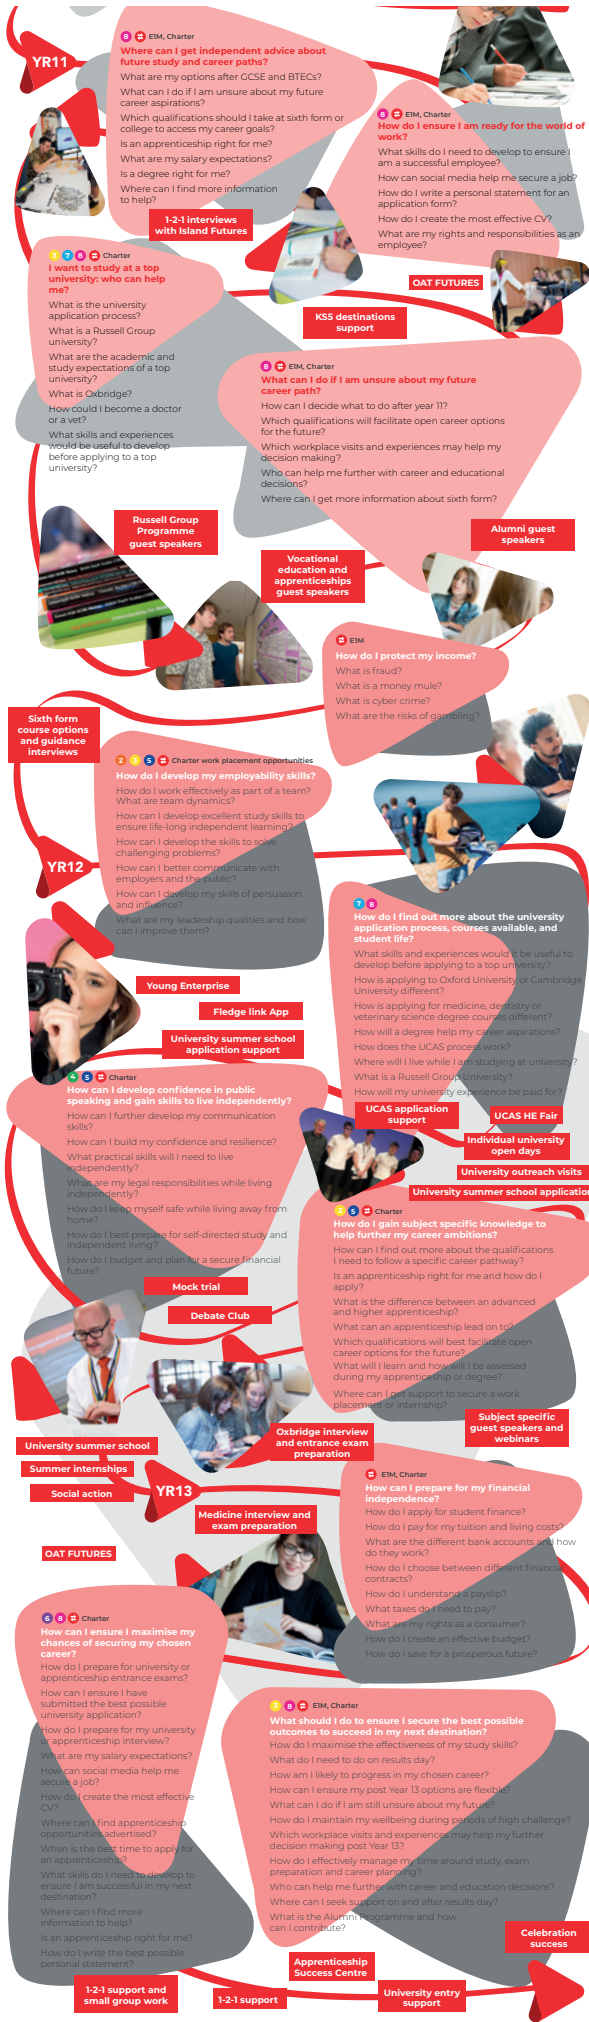 YR11
8 E1M, Charter
Where can I get independent advice about
future study and career paths?
What are my options after GCSE and BTECs?
What can I do if I am unsure about my future
career aspirations?
Which qualifications should I take at sixth form or
college to access my career goals?
Is an apprenticeship right for me?
What are my salary expectations?
Is a degree right for me?
Where can I find more information
to help?
1-2-1 interviews
with Island Futures
8 E1M, Charter
How do I ensure I am ready for the world of
work?
What skills do I need to develop to ensure I
am a successful employee?
How can social media help me secure a job?
How do I write a personal statement for an
application form?
How do I create the most effective CV?
What are my rights and responsibilities as an
employee?
3 7 8 Charter
I want to study at a top
university: who can help
me?
What is the university
application process?
What is a Russell Group
university?
What are the academic and
study expectations of a top
university?
What is Oxbridge?
How could I become a doctor
or a vet?
What skills and experiences
would be useful to develop
before applying to a top
university?
OAT FUTURES
KS5 destinations
support
8 E1M, Charter
What can I do if I am unsure about my future
career path?
How can I decide what to do after year 11?
Which qualifications will facilitate open career options
for the future?
Which workplace visits and experiences may help my
decision making?
Who can help me further with career and educational
decisions?
Where can I get more information about sixth form?
Russell Group
Programme
guest speakers
Alumni guest
speakers
Vocational
education and
apprenticeships
guest speakers
E1M
How do I protect my income?
What is fraud?
What is a money mule?
What is cyber crime?
What are the risks of gambling?
Sixth form
course options
and guidance
interviews
2 3 5 Charter work placement opportunities
How do I develop my employability skills?
How do I work effectively as part of a team?
What are team dynamics?
How can I develop excellent study skills to
ensure life-long independent learning?
How can I develop the skills to solve
challenging problems?
How can I better communicate with
employers and the public?
How can I develop my skills of persuasion
and influence?
What are my leadership qualities and how
can I improve them?
YR12
7 8
How do I find out more about the university
application process, courses available, and
student life?
What skills and experiences would it be useful to
develop before applying to a top university?
How is applying to Oxford University or Cambridge
University different?
How is applying for medicine, dentistry or
veterinary science degree courses different?
How will a degree help my career aspirations?
How does the UCAS process work?
Where will I live while I am studying at university?
What is a Russell Group University?
How will my university experience be paid for?
Young Enterprise
Fledge link App
University summer school
application support
4 5 Charter
How can I develop confidence in public
speaking and gain skills to live independently?
How can I further develop my communication
skills?
How can I build my confidence and resilience?
What practical skills will I need to live
independently?
What are my legal responsibilities while living
independently?
How do I keep myself safe while living away from
home?
How do I best prepare for self-directed study and
independent living?
How do I budget and plan for a secure financial
future?
UCAS application
support
UCAS HE Fair
Individual university
open days
University outreach visits
University summer school application
3 5 Charter
How do I gain subject specific knowledge to
help further my career ambitions?
How can I find out more about the qualifications
I need to follow a specific career pathway?
Is an apprenticeship right for me and how do I
apply?
What is the difference between an advanced
and higher apprenticeship?
What can an apprenticeship lead on to?
Which qualifications will best facilitate open
career options for the future?
What will I learn and how will I be assessed
during my apprenticeship or degree?
Where can I get support to secure a work
placement or internship?
Mock trial
Debate Club
Subject specific
guest speakers and
webinars
Oxbridge interview
and entrance exam
preparation
University summer school
Summer internships
Social action
YR13
Medicine interview and
exam preparation
E1M, Charter
How can I prepare for my financial
independence?
How do I apply for student finance?
How do I pay for my tuition and living costs?
What are the different bank accounts and how
do they work?
How do I choose between different financial
contracts?
How do I understand a payslip?
What taxes do I need to pay?
What are my rights as a consumer?
How do I create an effective budget?
How do I save for a prosperous future?
OAT FUTURES
6 8 Charter
How can I ensure I maximise my
chances of securing my chosen
career?
How do I prepare for university or
apprenticeship entrance exams?
How can I ensure I have
submitted the best possible
university application?
How do I prepare for my university
or apprenticeship interview?
What are my salary expectations?
How can social media help me
secure a job?
How do I create the most effective
CV?
Where can I find apprenticeship
opportunities advertised?
When is the best time to apply for
an apprenticeship?
What skills do I need to develop to
ensure I am successful in my next
destination?
Where can I find more
information to help?
Is an apprenticeship right for me?
How do I write the best possible
personal statement?
3 8 E1M, Charter
What should I do to ensure I secure the best possible
outcomes to succeed in my next destination?
How do I maximise the effectiveness of my study skills?
What do I need to do on results day?
How am I likely to progress in my chosen career?
How can I ensure my post Year 13 options are flexible?
What can I do if I am still unsure about my future?
How do I maintain my wellbeing during periods of high challenge?
Which workplace visits and experiences may help my further
decision making post Year 13?
How do I effectively manage my time around study, exam
preparation and career planning?
Who can help me further with career and education decisions?
Where can I seek support on and after results day?
What is the Alumni Programme and how
can I contribute?
Celebration
success
Apprenticeship
Success Centre
1-2-1 support and
small group work
1-2-1 support
University entry
support